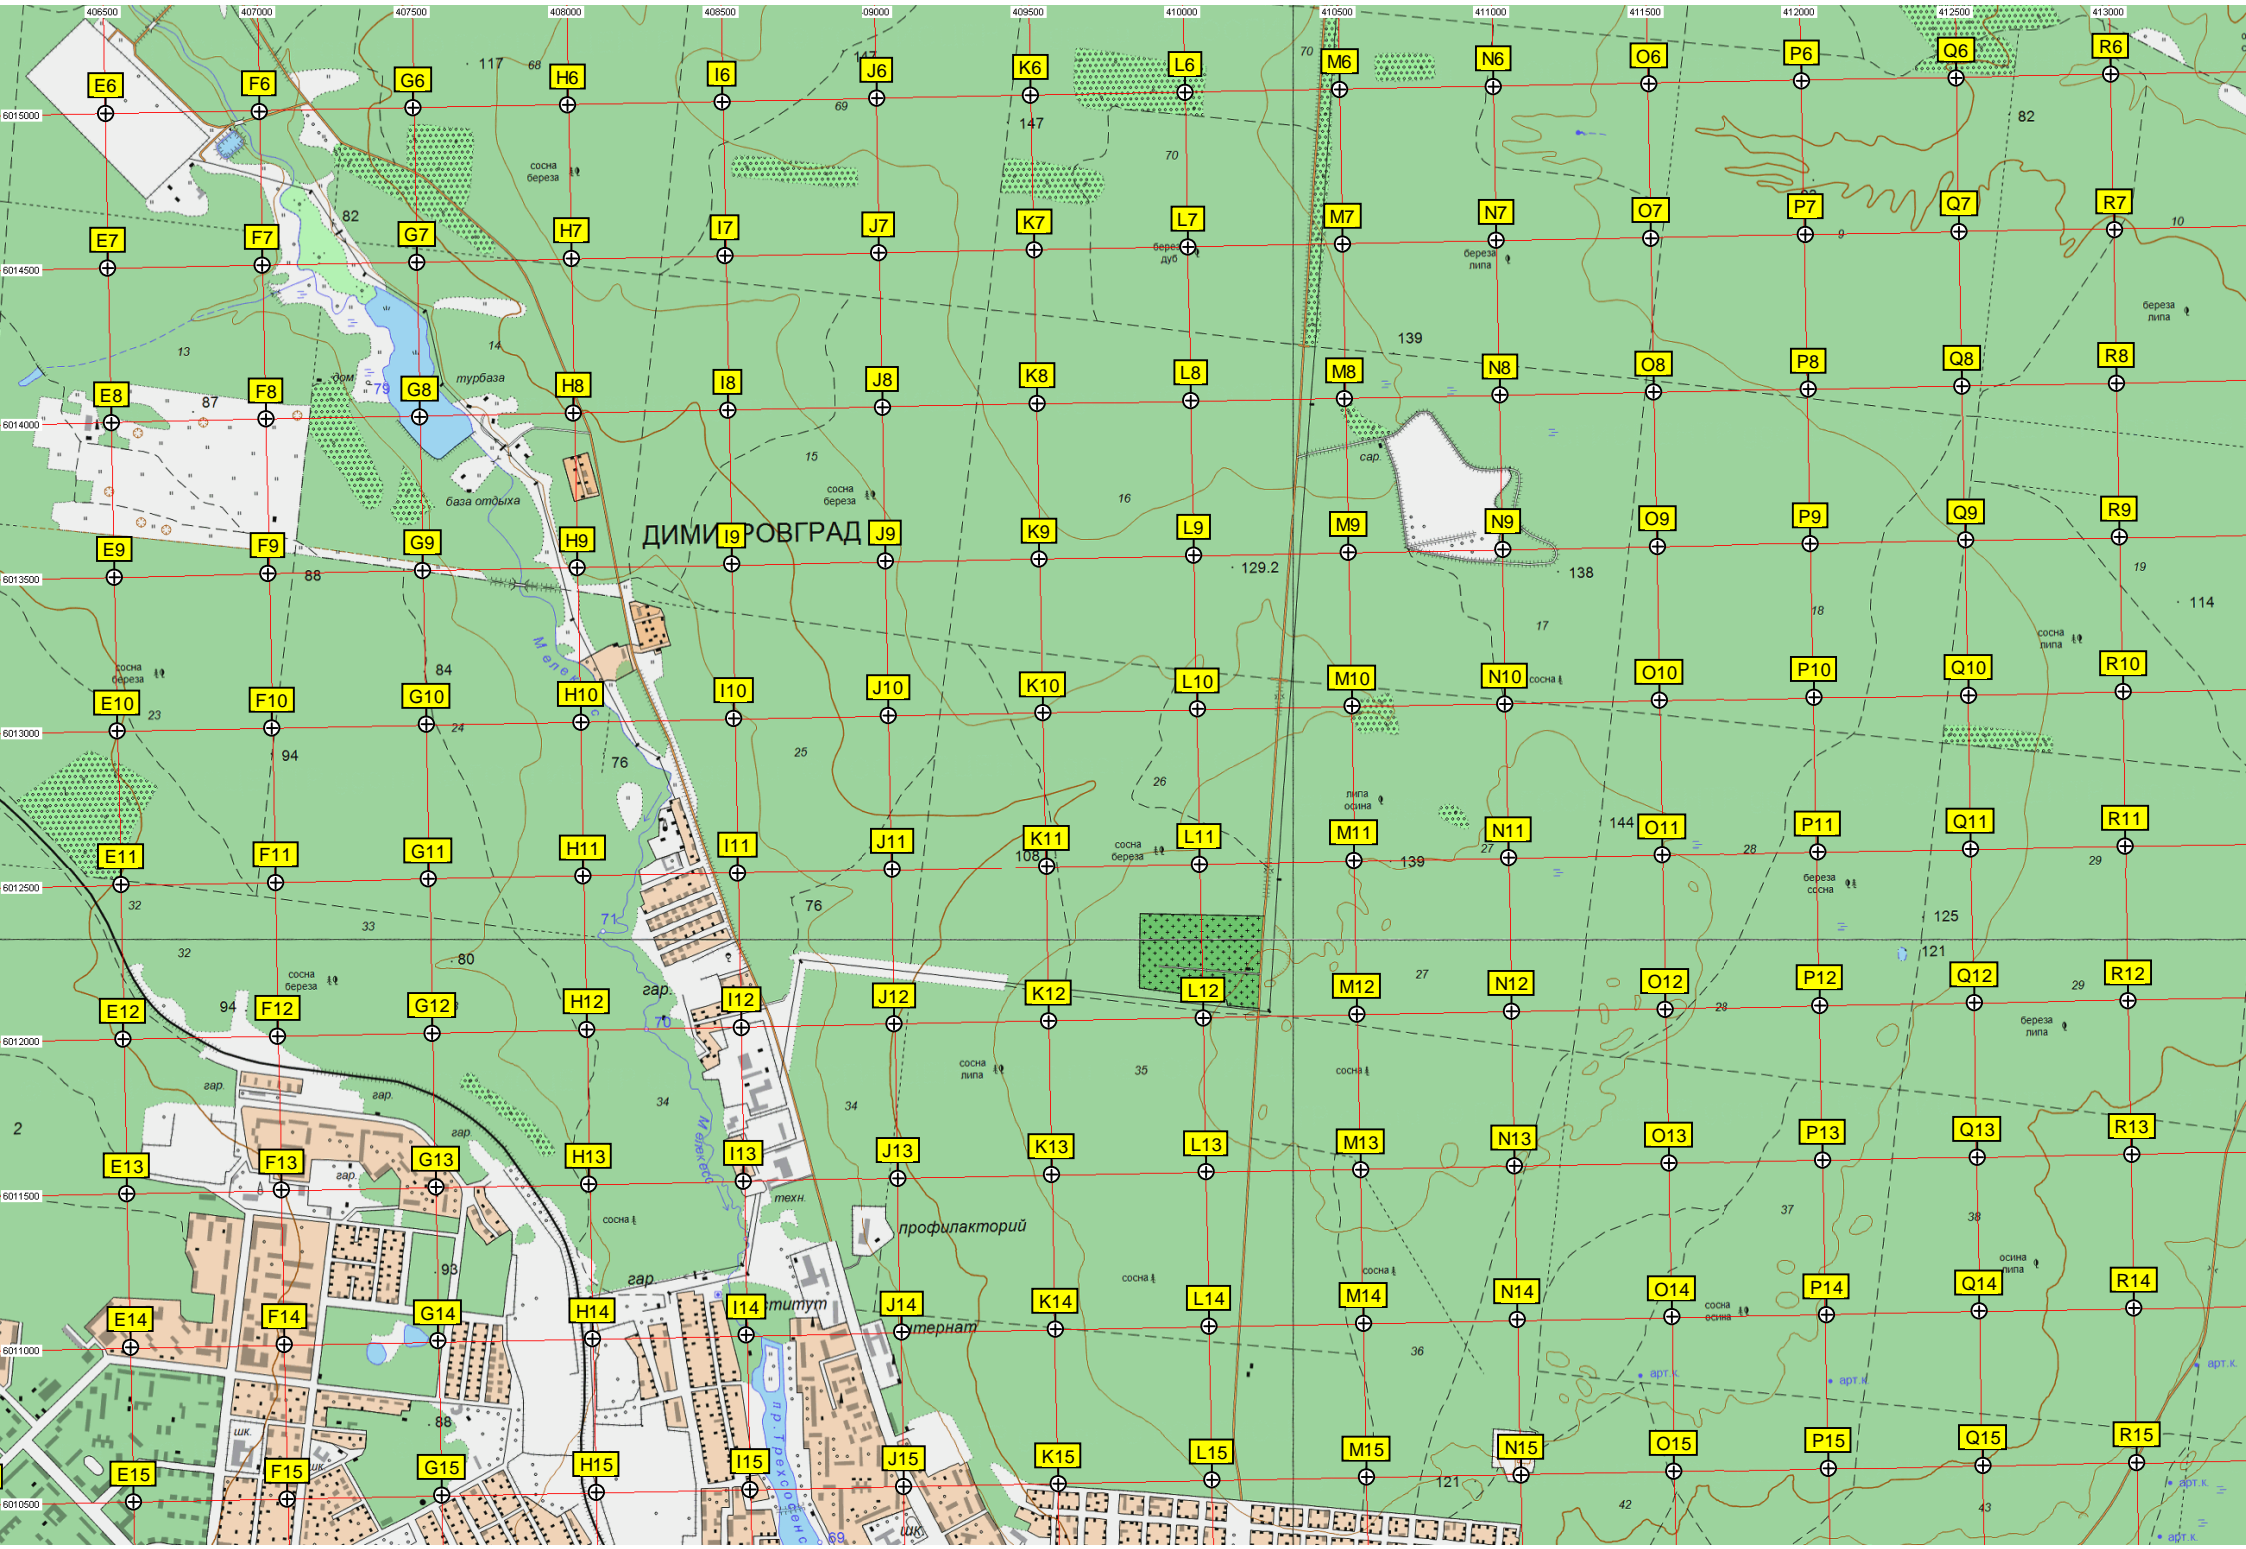 406500 407000 407500 408000 408500 09000 409500 410000 410500 411000 411500 412000 412500 413000
E6 F6 G6 H6 I6 J6 K6 L6 M6 N6 O6 P6 Q6 R6
117 68 147 70
6015000
69 147 82
сосна
береза
70
82
E7 F7 G7 H7 I7 J7 K7 L7 M7 N7 O7 P7 Q7 R7
9 10
дуб
береза
липа
6014500
береза
липа
13 14 139
дом
79
турбаза
E8 F8 G8 H8 I8 J8 K8 L8 M8 N8 O8 P8 Q8 R8
87
6014000
15
сар.
16
сосна
береза
база отдыха
ДИМИ РОВГРАД
E9 F9 G9 H9 I9 J9 K9 L9 M9 N9 O9 P9 Q9 R9
88 129.2 138 19
6013500
114
18
17
сосна
липа
84
сосна
береза
сосна
E10 F10 G10 H10 I10 J10 K10 L10 M10 N10 O10 P10 Q10 R10
23 24
6013000
94 76 25 26
липа
осина
144
E11 F11 G11 H11 I11 J11 K11 L11 M11 N11 O11 P11 Q11 R11
108
сосна
береза
139 27 28 29
береза
сосна
6012500
32 33 71 76 125
32 80 121
сосна
береза
27
гар.
29
E12 F12 G12 H12 I12 J12 K12 L12 M12 N12 O12 P12 Q12 R12
94 70 28
береза
липа
6012000
сосна
липа
35
сосна
гар.
гар.
34 34
2
гар.
Мелекесс
E13 F13 G13 H13 I13 J13 K13 L13 M13 N13 O13 P13 Q13 R13
гар.
6011500
техн.
сосна
профилакторий
37 38
93
гар.
сосна
сосна
осина
липа
E14 F14 G14 H14 I14 J14 K14 L14 M14 N14 O14 P14 Q14 R14
ститут
тернат
сосна
осина
6011000
36
арт.к.
арт.к.
арт.к.
88
шк.
пр.Трехсосенс
E15 F15 G15 H15 I15 J15 K15 L15 M15 N15 O15 P15 Q15 R15
шк
121
арт.к.
6010500
42 43
шк.
69
арт.к.